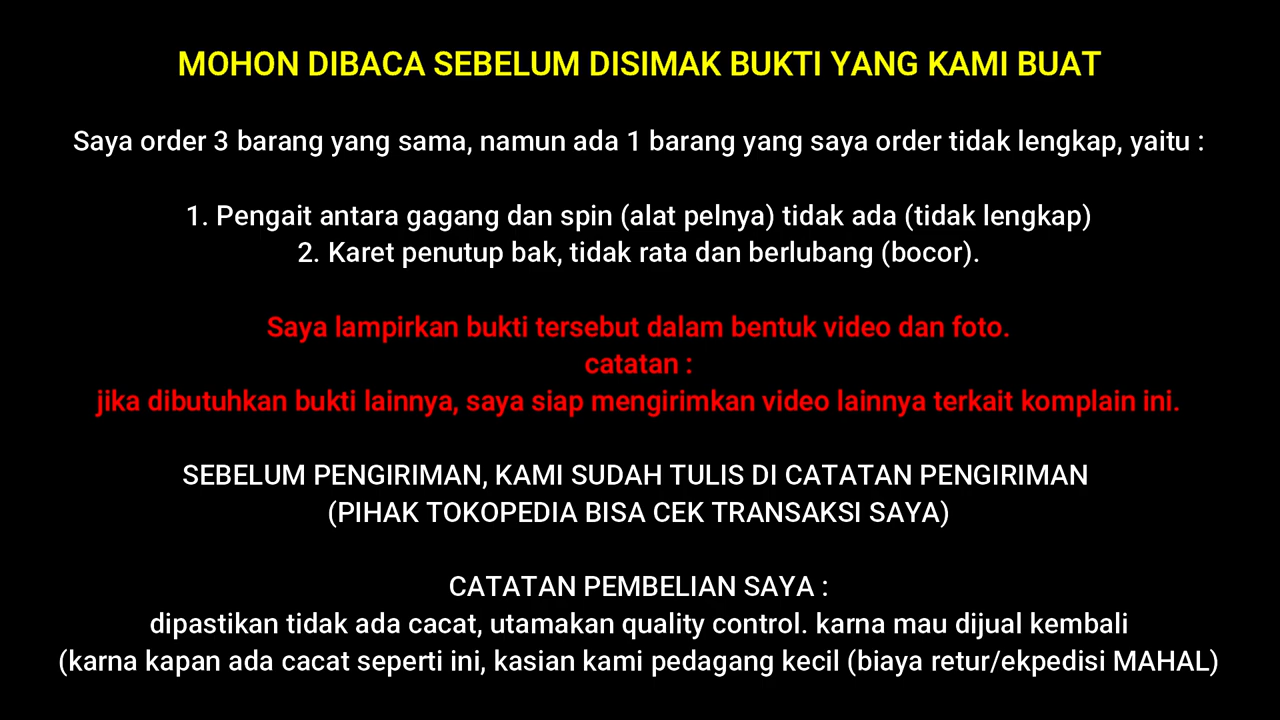 MOHON DIBACA SEBELUM DISIMAK BUKTI YANG KAMI BUAT
Saya order 3 barang yang sama, namun ada 1 barang yang saya order tidak lengkap, yaitu :
1. Pengait antara gagang dan spin (alat pelnya) tidak ada (tidak lengkap)
2. Karet penutup bak, tidak rata dan berlubang (bocor).
Saya lampirkan bukti tersebut dalam bentuk video dan foto.
catatan :
jika dibutuhkan bukti lainnya, saya siap mengirimkan video lainnya terkait komplain ini.
SEBELUM PENGIRIMAN, KAMI SUDAH TULIS DI CATATAN PENGIRIMAN
(PIHAK TOKOPEDIA BISA CEK TRANSAKSI SAYA)
CATATAN PEMBELIAN SAYA :
dipastikan tidak ada cacat, utamakan quality control. karna mau dijual kembali
(karna kapan ada cacat seperti ini, kasian kami pedagang kecil (biaya retur/ekpedisi MAHAL)